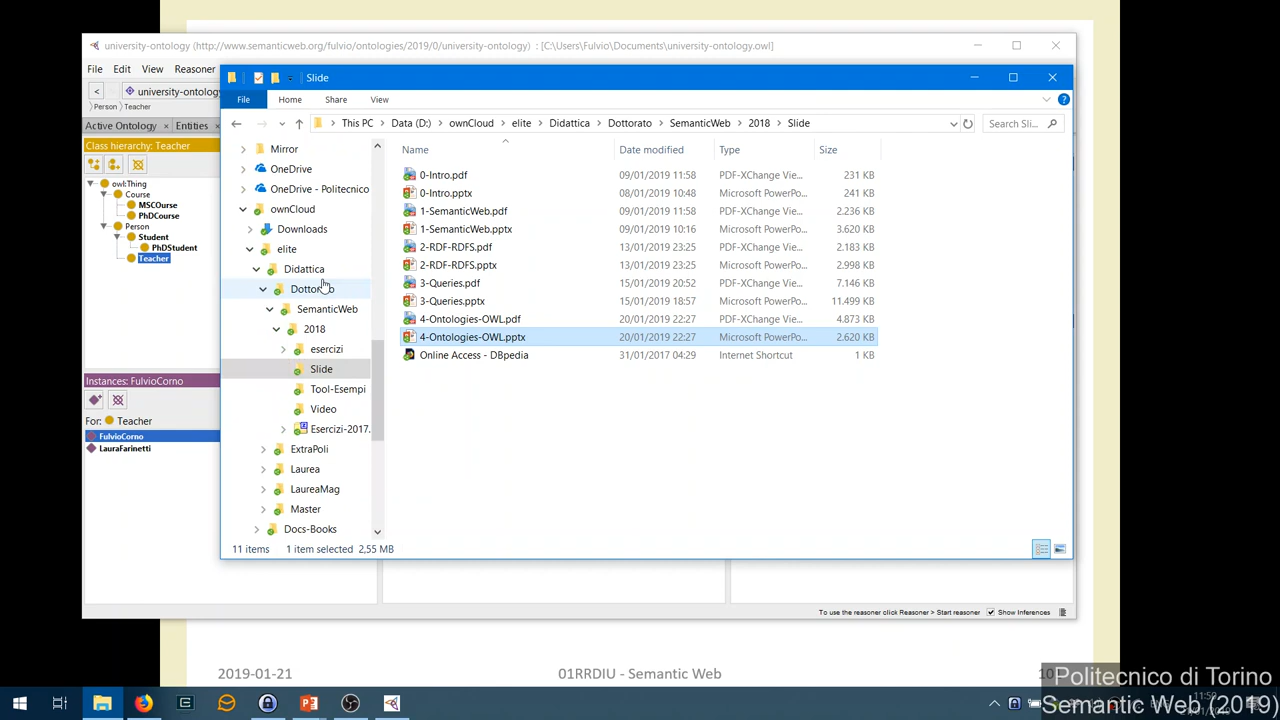 university-ontology (http://www.semanticweb.org/fulvio/ontologies/2019/0/university-ontology) : [C:\Users\Fulvio\Documents\university-ontology.owl]
File Edit View Reasoner
< university-ontology
Person Teacher
Active Ontology × Entities ×
Class hierarchy: Teacher
owl:Thing
Course
MSCOurse
PhDCourse
Person
Student
PhDStudent
Teacher
Instances: FulvioCorno
For: Teacher
FulvioCorno
LauraFarinetti
Slide
File Home Share View
This PC Data (D:) ownCloud elite Didattica Dottorato SemanticWeb 2018 Slide
Search Sli...
Mirror
OneDrive
OneDrive - Politecnico
ownCloud
Downloads
elite
Didattica
SemanticWeb
2018
esercizi
Slide
Tool-Esempi
Video
Esercizi-2017.
ExtraPoli
Laurea
LaureaMag
Master
Docs-Books
Name Date modified Type Size
0-Intro.pdf 09/01/2019 11:58 PDF-XChange Vie... 231 KB
0-Intro.pptx 08/01/2019 10:48 Microsoft PowerPo... 241 KB
1-SemanticWeb.pdf 09/01/2019 11:58 PDF-XChange Vie... 2.236 KB
1-SemanticWeb.pptx 09/01/2019 10:16 Microsoft PowerPo... 3.620 KB
2-RDF-RDFS.pdf 13/01/2019 23:25 PDF-XChange Vie... 2.183 KB
2-RDF-RDFS.pptx 13/01/2019 23:25 Microsoft PowerPo... 2.998 KB
3-Queries.pdf 15/01/2019 20:52 PDF-XChange Vie... 7.146 KB
3-Queries.pptx 15/01/2019 18:57 Microsoft PowerPo... 11.499 KB
4-Ontologies-OWL.pdf 20/01/2019 22:27 PDF-XChange Vie... 4.873 KB
4-Ontologies-OWL.pptx 20/01/2019 22:27 Microsoft PowerPo... 2.620 KB
Online Access - DBpedia 31/01/2017 04:29 Internet Shortcut 1 KB
11 items 1 item selected 2,55 MB
To use the reasoner click Reasoner > Start reasoner Show Inferences
2019-01-21 01RRDIU - Semantic Web
Politecnico di Torino
Semantic Web (2019)